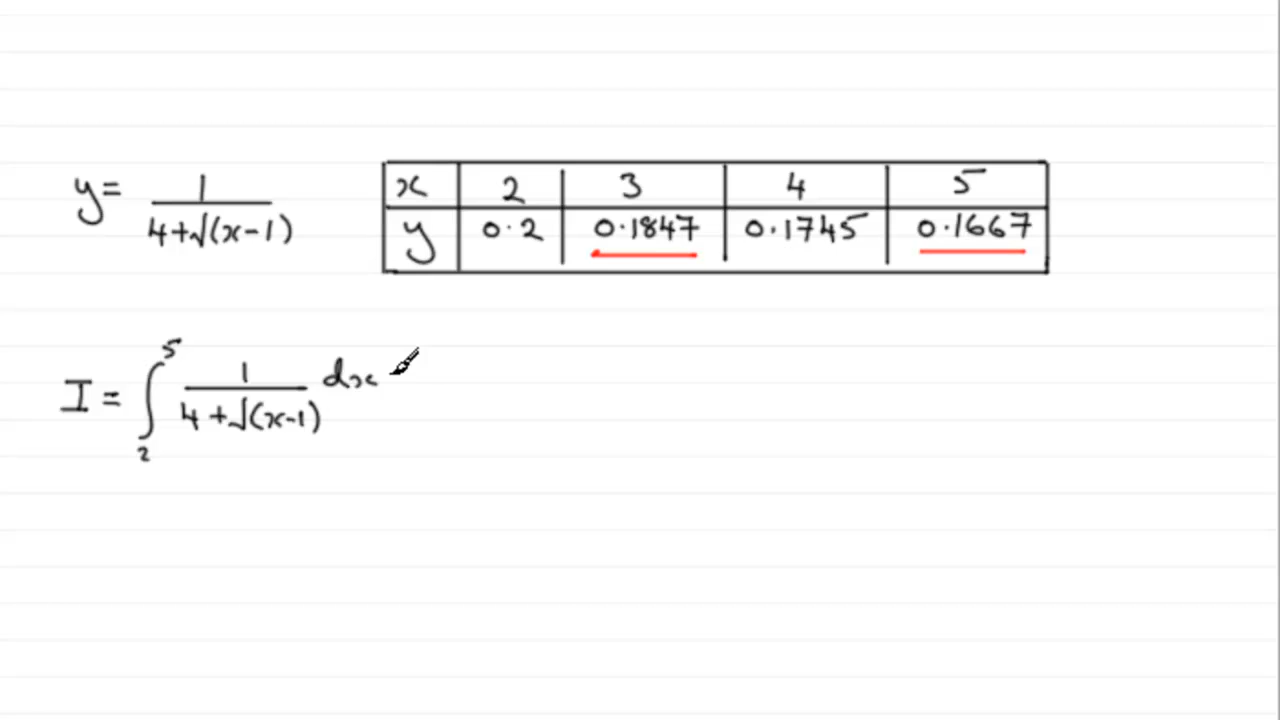 y = 1/(4+√(x-1))
x 2 3 4 5
y 0.2 0.1847 0.1745 0.1667
I = ∫₂⁵ 1/(4+√(x-1)) dx